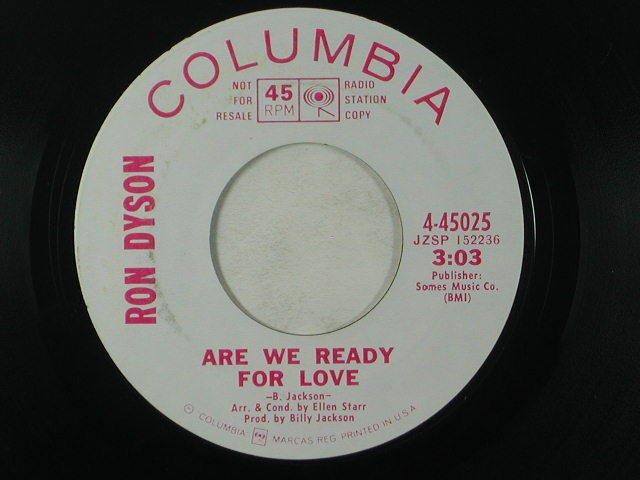 COLUMBIA
NOT
FOR
RESALE
45
RPM
RADIO
STATION
COPY
RON DYSON
4-45025
JZSP 152236
3:03
Publisher:
Somes Music Co.
(BMI)
ARE WE READY
FOR LOVE
—B. Jackson—
Arr. & Cond. by Ellen Starr
Prod. by Billy Jackson
© COLUMBIA MARCAS REG. PRINTED IN U.S.A.